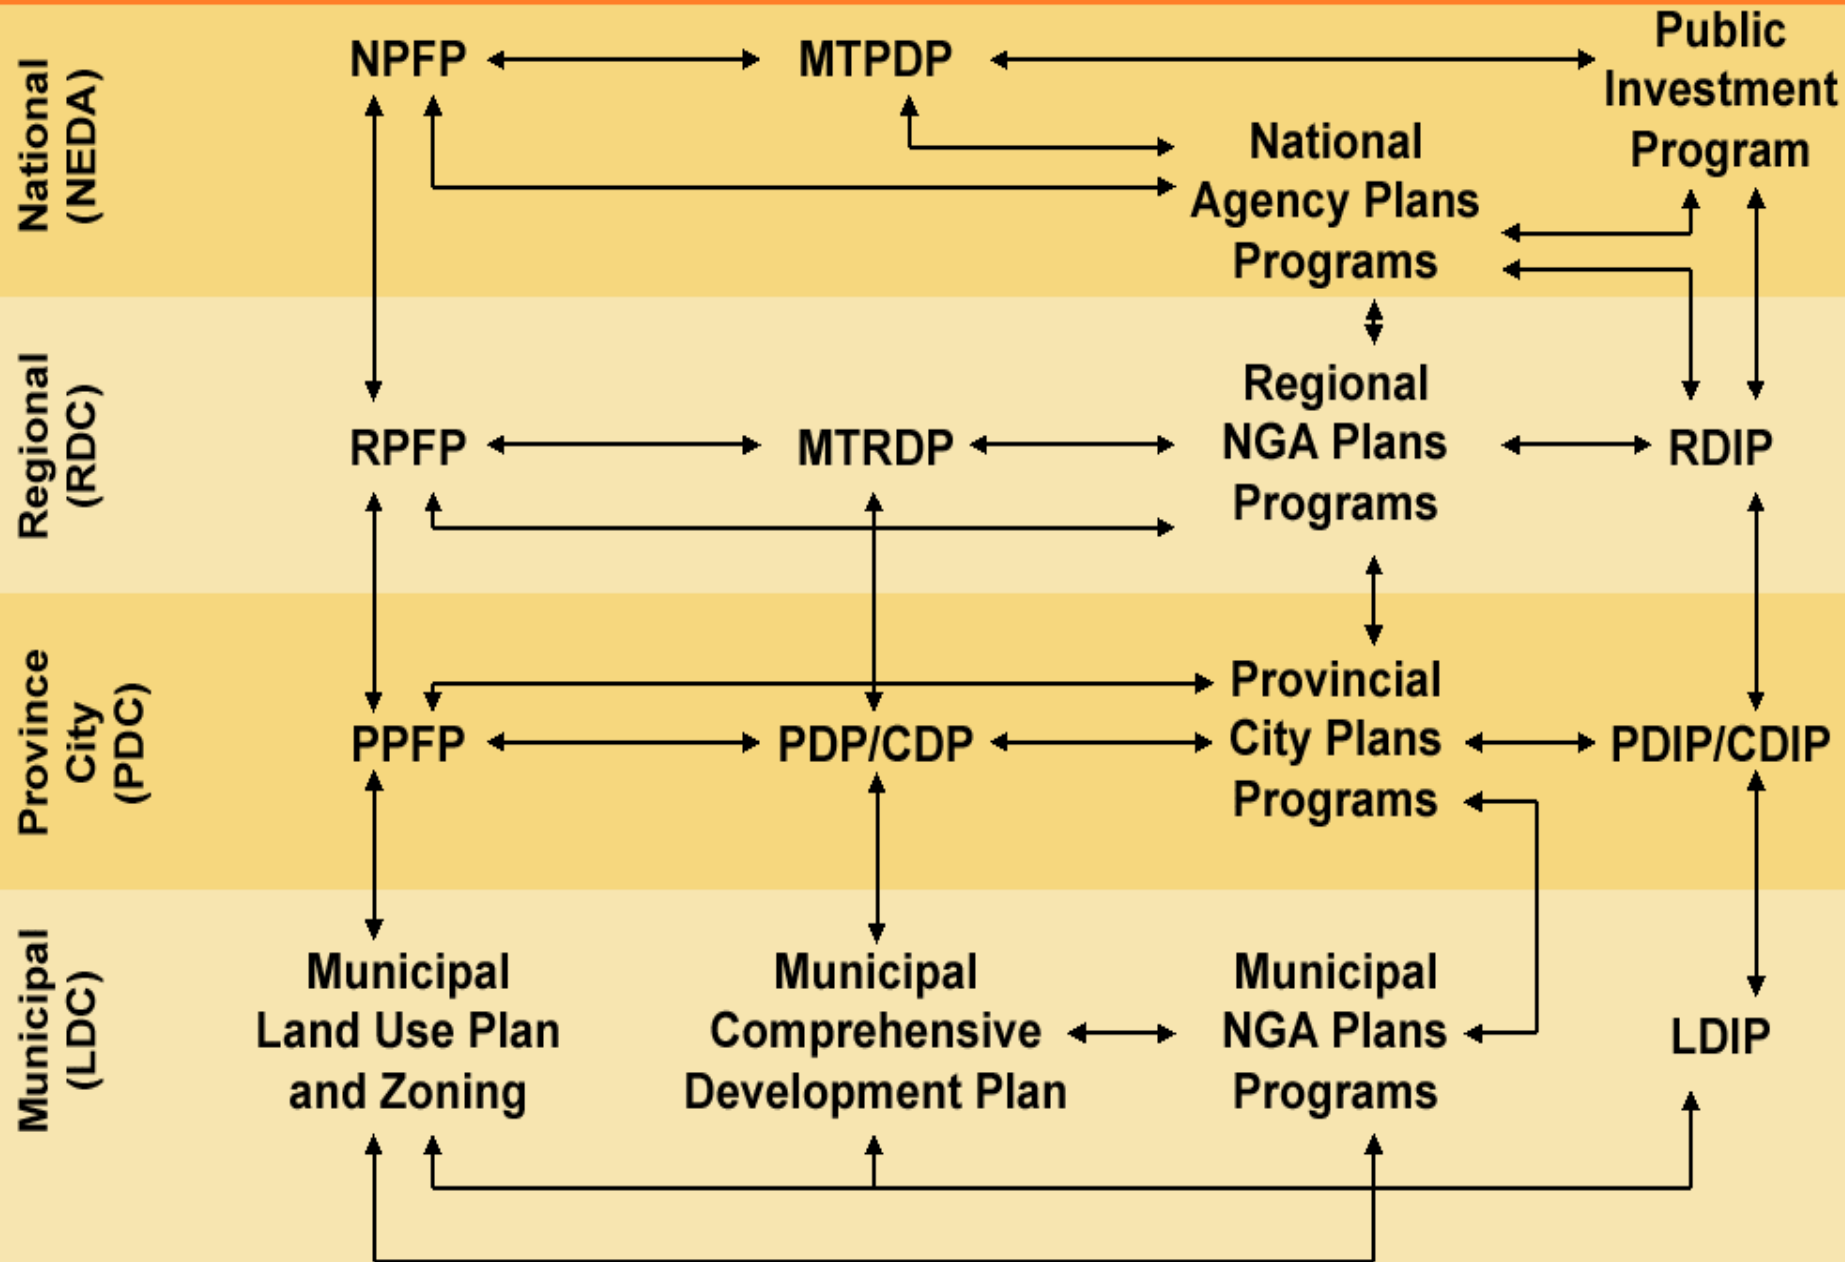 National
(NEDA)
NPFP
MTPDP
Public
Investment
Program
National
Agency Plans
Programs
Regional
(RDC)
RPFP
MTRDP
Regional
NGA Plans
Programs
RDIP
Province
City
(PDC)
PPFP
PDP/CDP
Provincial
City Plans
Programs
PDIP/CDIP
Municipal
(LDC)
Municipal
Land Use Plan
and Zoning
Municipal
Comprehensive
Development Plan
Municipal
NGA Plans
Programs
LDIP